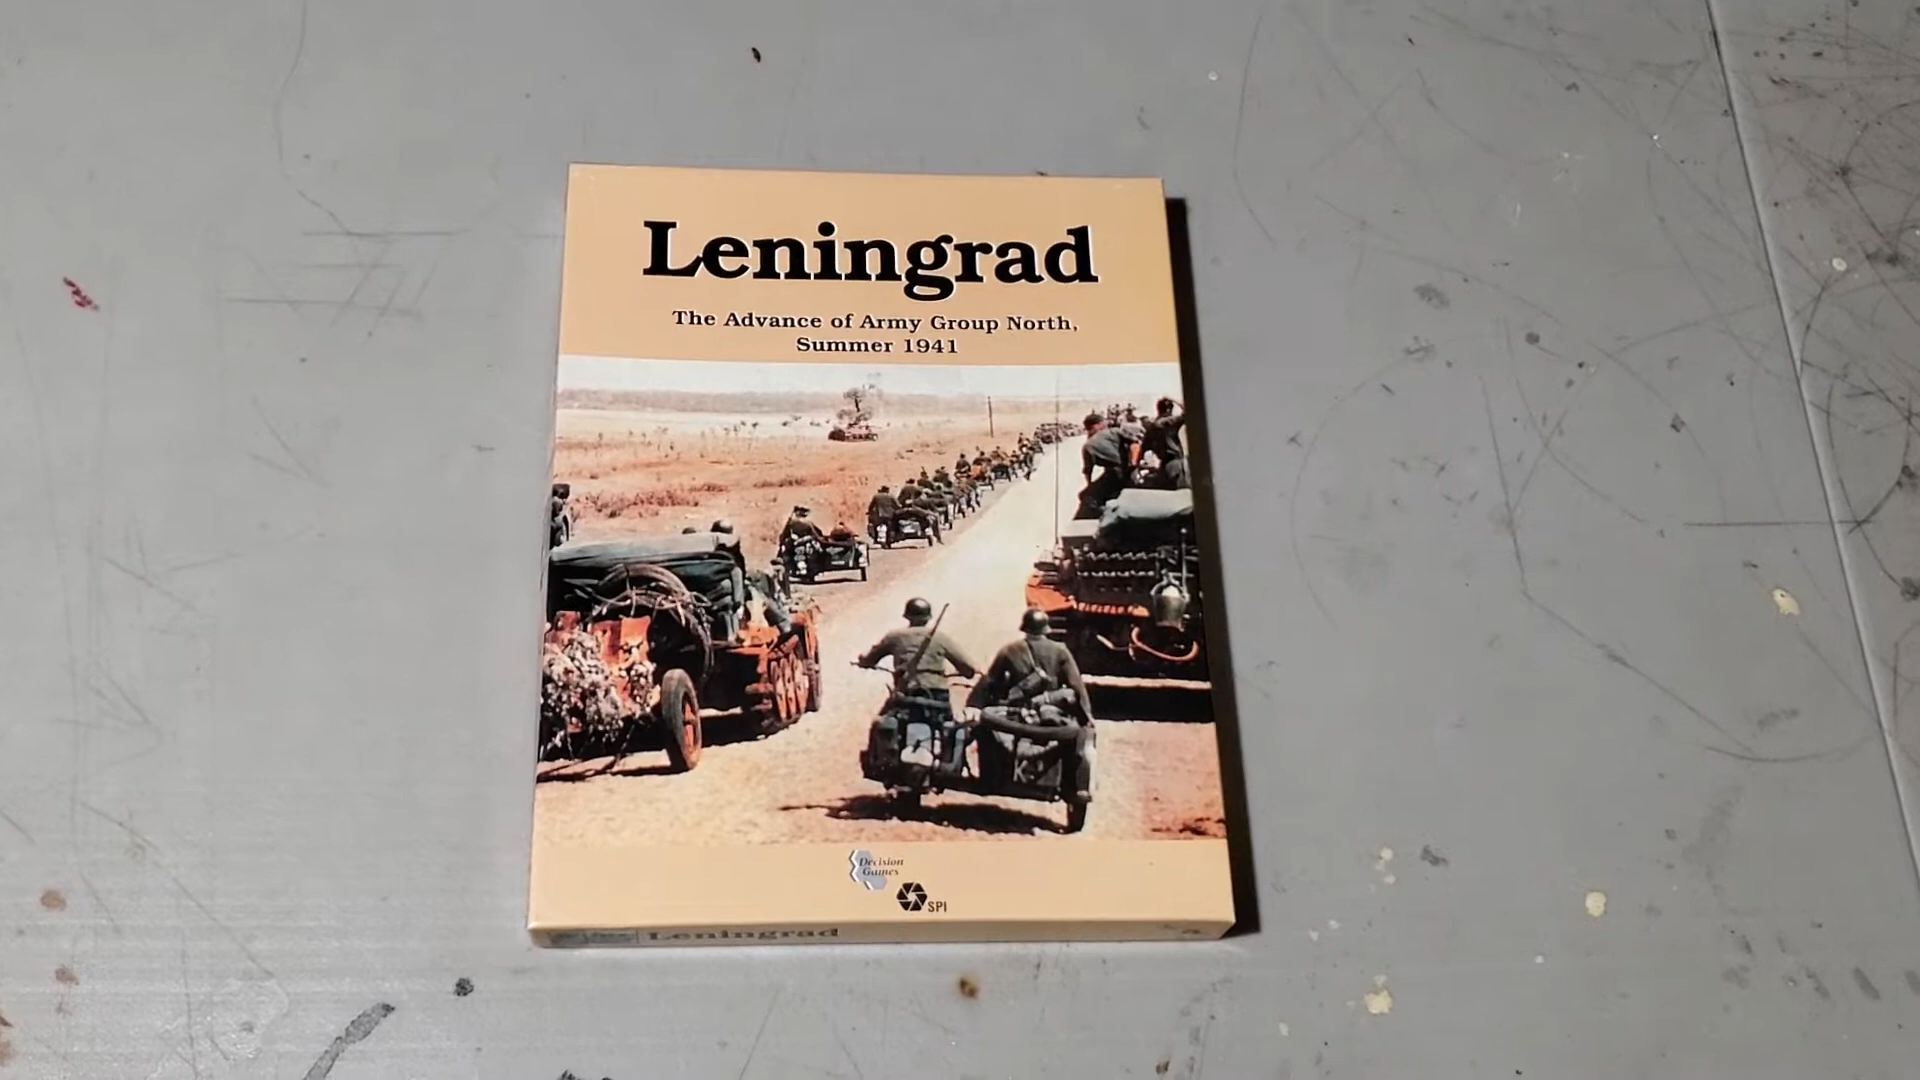 Leningrad
The Advance of Army Group North,
Summer 1941
Decision
Games
SPI
Leningrad